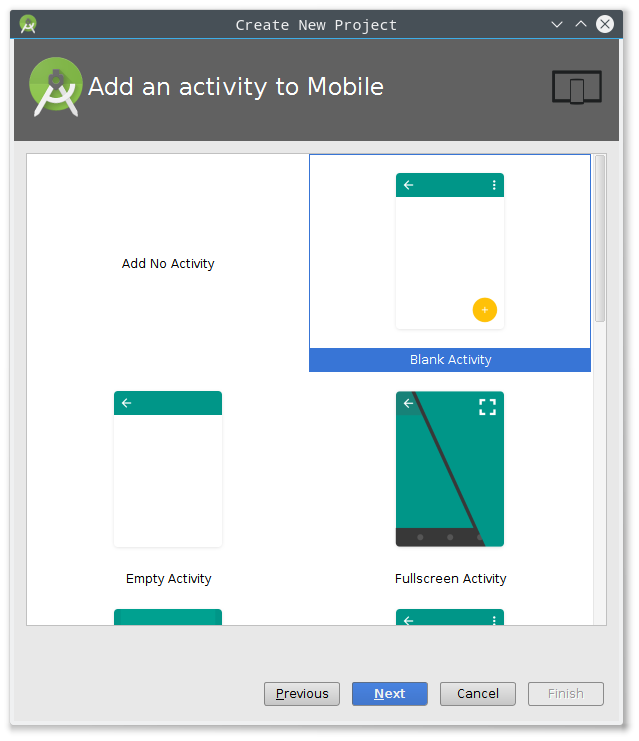 Create New Project
Add an activity to Mobile
Add No Activity
Blank Activity
Empty Activity
Fullscreen Activity
Previous
Next
Cancel
Finish